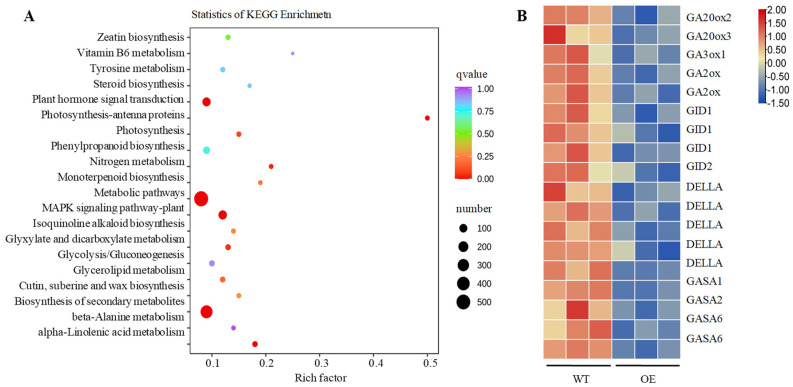 A
Statistics of KEGG Enrichmetn
Zeatin biosynthesis
Vitamin B6 metabolism
Tyrosine metabolism
Steroid biosynthesis
Plant hormone signal transduction
Photosynthesis-antenna proteins
Photosynthesis
Phenylpropanoid biosynthesis
Nitrogen metabolism
Monoterpenoid biosynthesis
Metabolic pathways
MAPK signaling pathway-plant
Isoquinoline alkaloid biosynthesis
Glyxylate and dicarboxylate metabolism
Glycolysis/Gluconeogenesis
Glycerolipid metabolism
Cutin, suberine and wax biosynthesis
Biosynthesis of secondary metabolites
beta-Alanine metabolism
alpha-Linolenic acid metabolism
0.1 0.2 0.3 0.4 0.5
Rich factor
qvalue
1.00
0.75
0.50
0.25
0.00
number
100
200
300
400
500
B
GA20ox2
GA20ox3
GA3ox1
GA2ox
GA2ox
GID1
GID1
GID1
GID2
DELLA
DELLA
DELLA
DELLA
DELLA
GASA1
GASA2
GASA6
GASA6
WT OE
2.00
1.50
1.00
0.50
0.00
-0.50
-1.00
-1.50